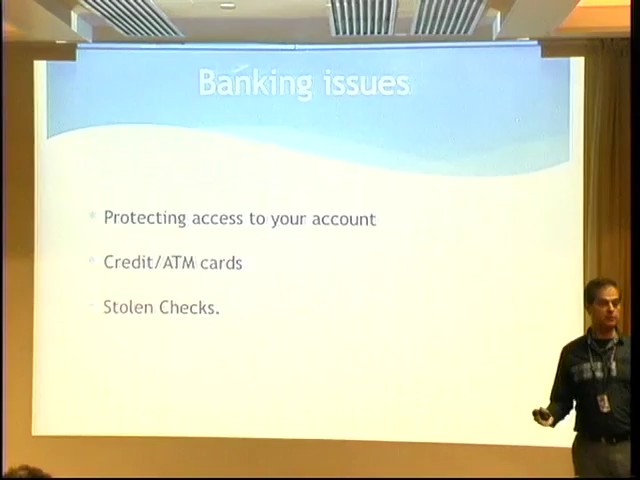 Banking issues
Protecting access to your account
Credit/ATM cards
Stolen Checks.